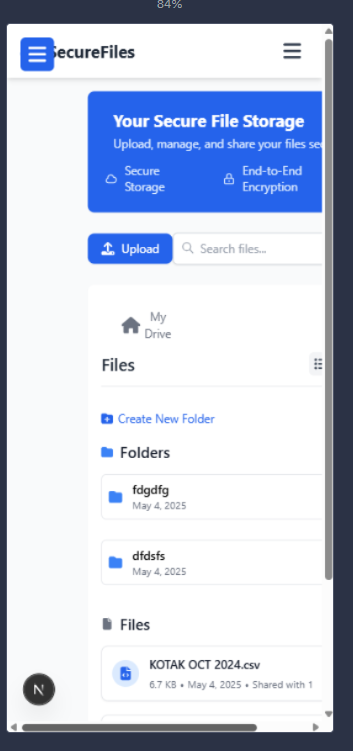 84%
SecureFiles
Your Secure File Storage
Upload, manage, and share your files sec
Secure
Storage
End-to-End
Encryption
Upload
Search files...
My
Drive
Files
Create New Folder
Folders
fdgdfg
May 4, 2025
dfdsfs
May 4, 2025
Files
KOTAK OCT 2024.csv
6.7 KB • May 4, 2025 • Shared with 1
N